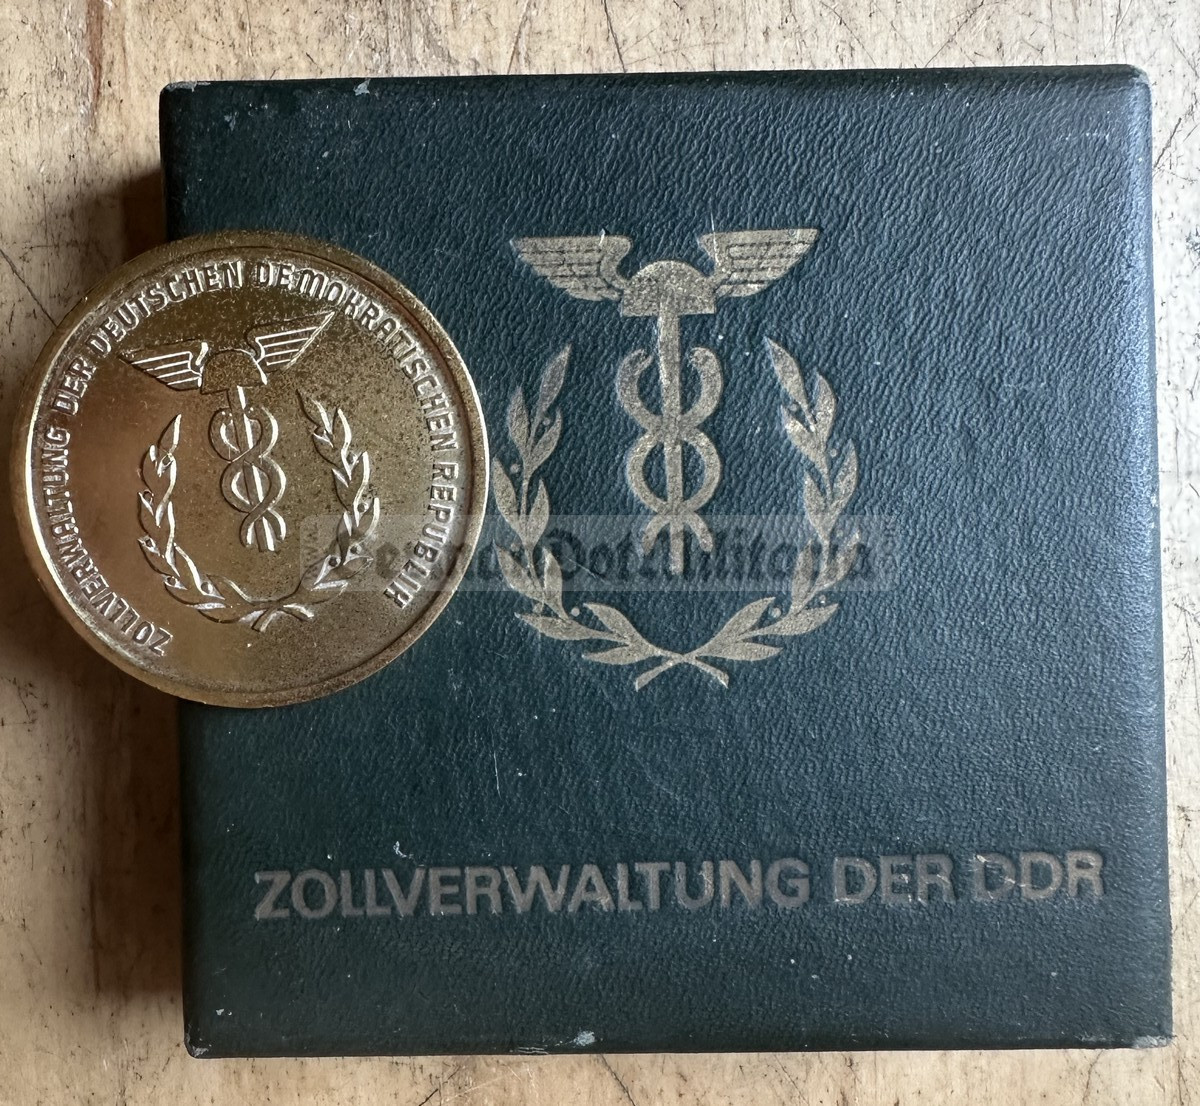 ZOLLVERWALTUNG DER DEUTSCHEN DEMOKRATISCHEN REPUBLIK
ZOLLVERWALTUNG DER DDR